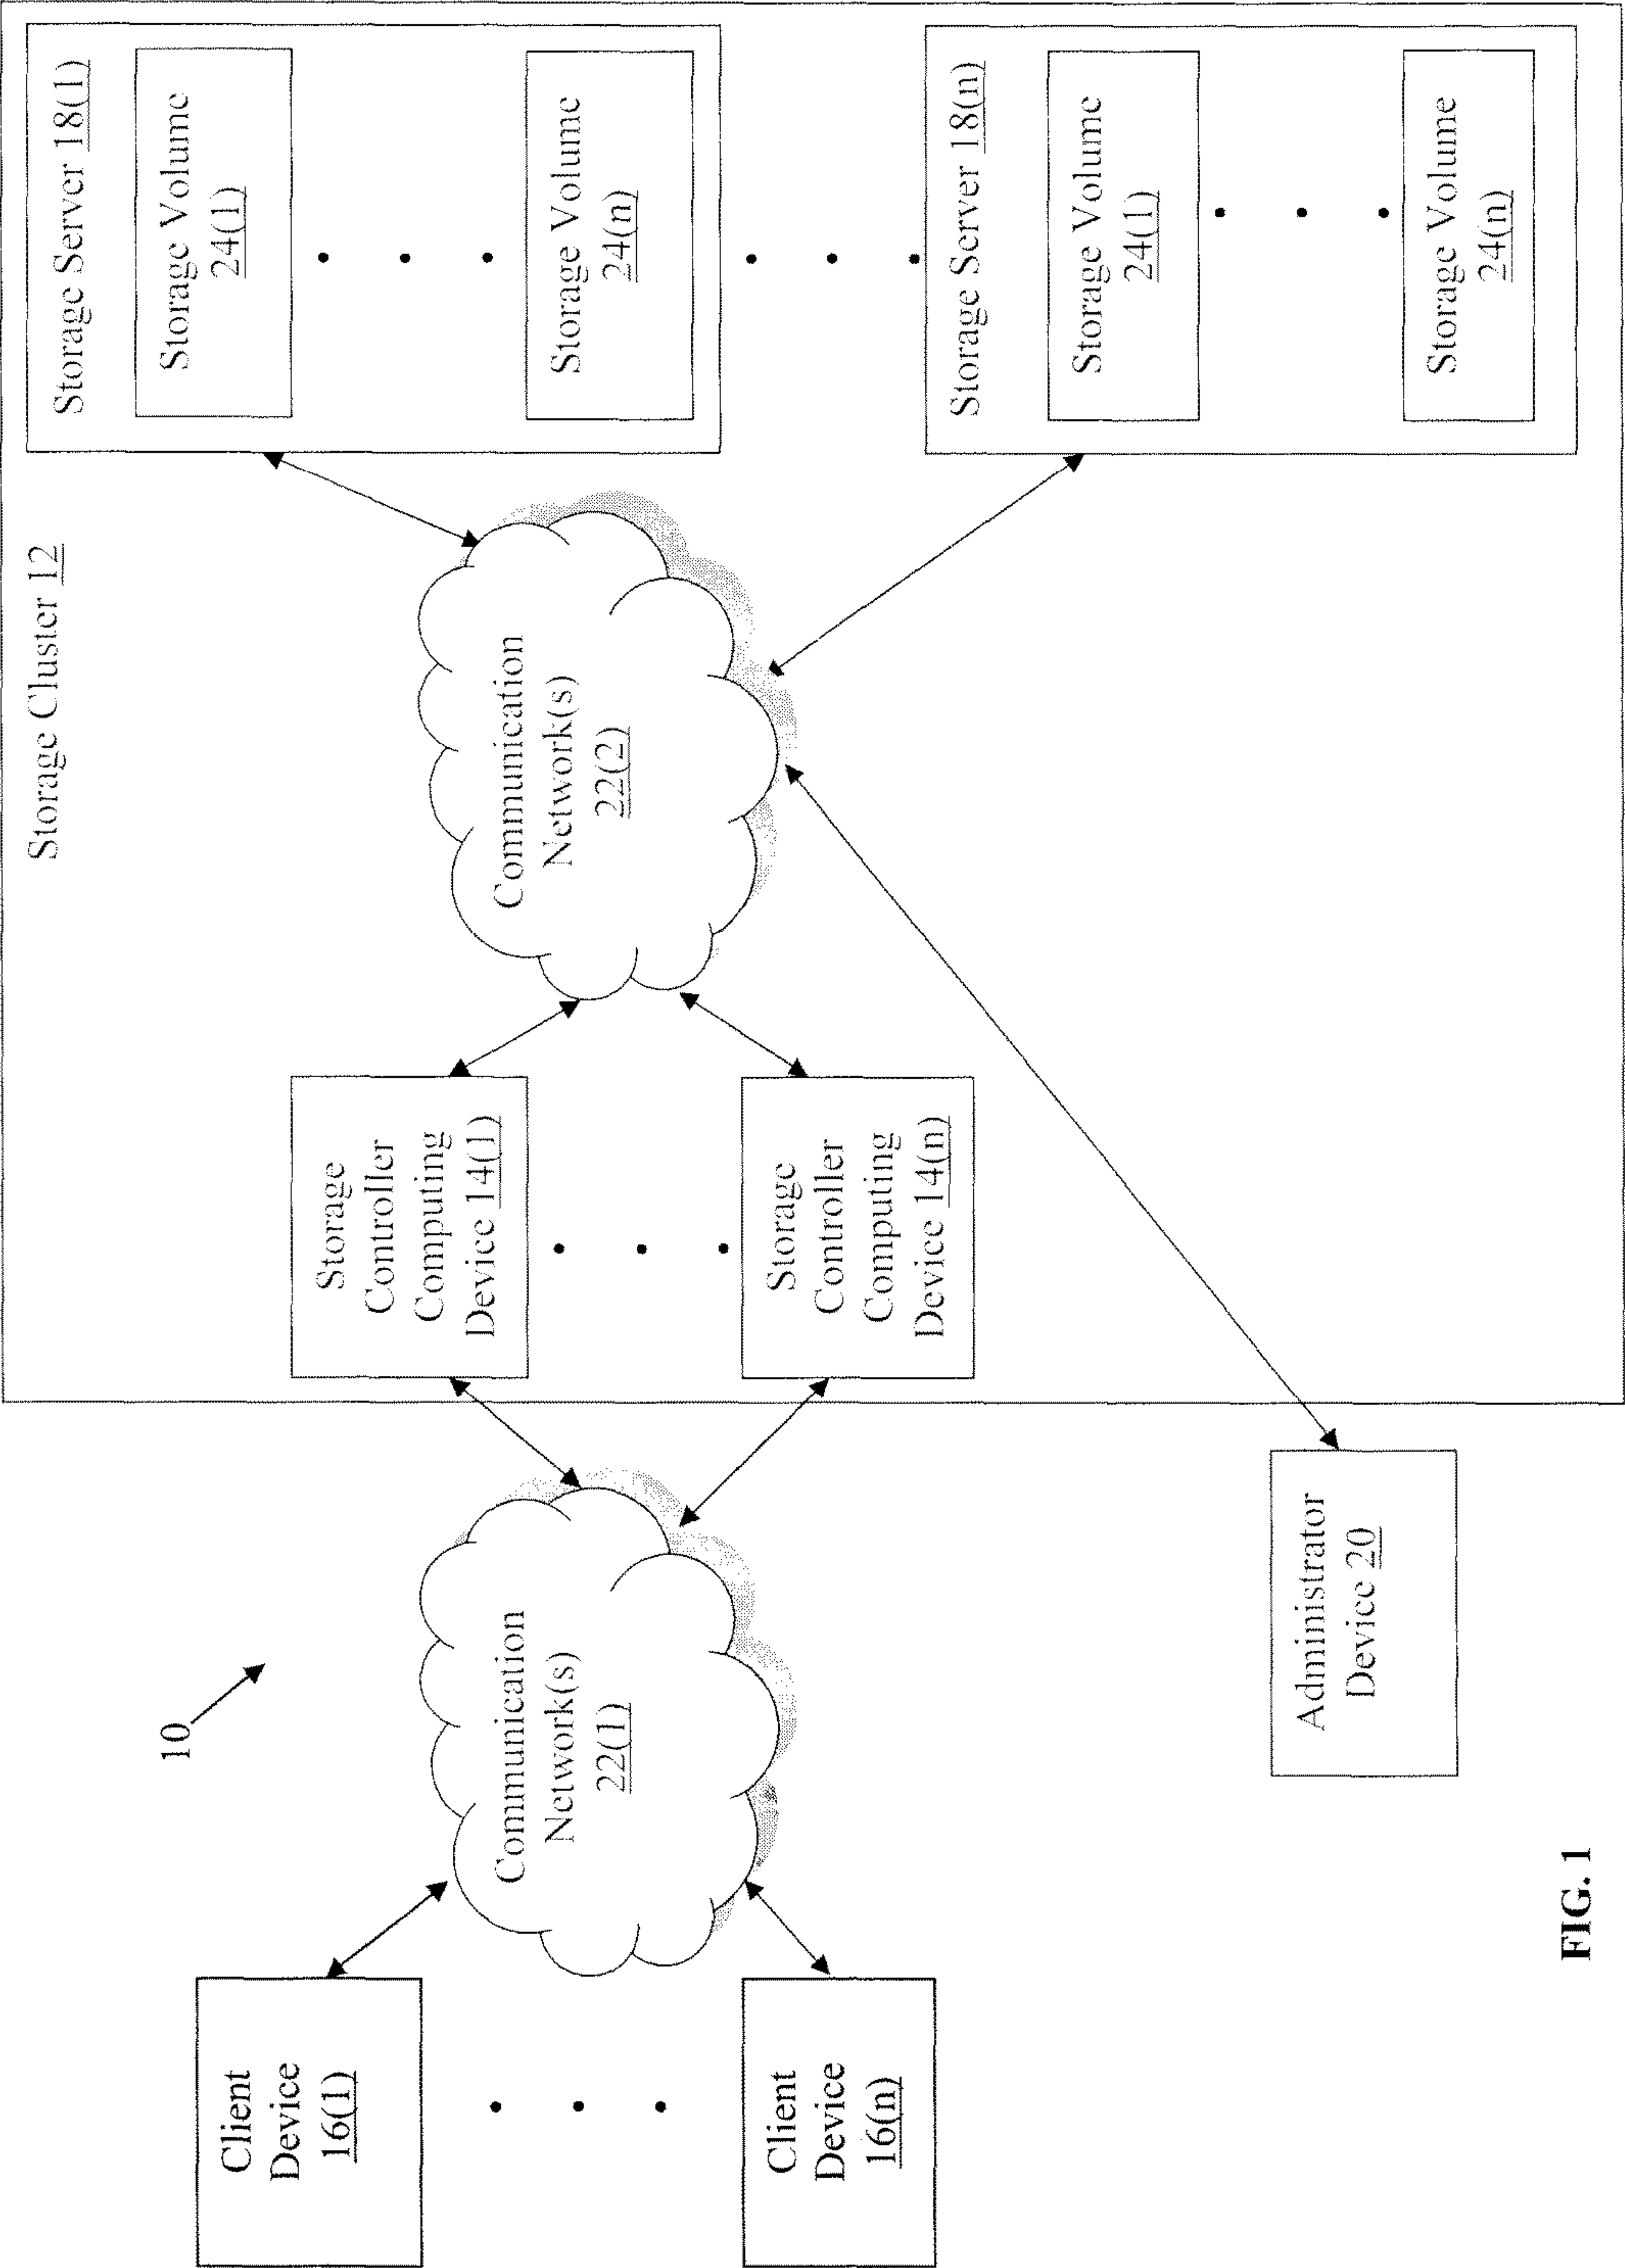 10
Storage Cluster 12
Client
Device
16(1)
Client
Device
16(n)
Communication
Network(s)
22(1)
Storage
Controller
Computing
Device 14(1)
Storage
Controller
Computing
Device 14(n)
Communication
Network(s)
22(2)
Storage Server 18(1)
Storage Volume
24(1)
Storage Volume
24(n)
Storage Server 18(n)
Storage Volume
24(1)
Storage Volume
24(n)
Administrator
Device 20
FIG. 1